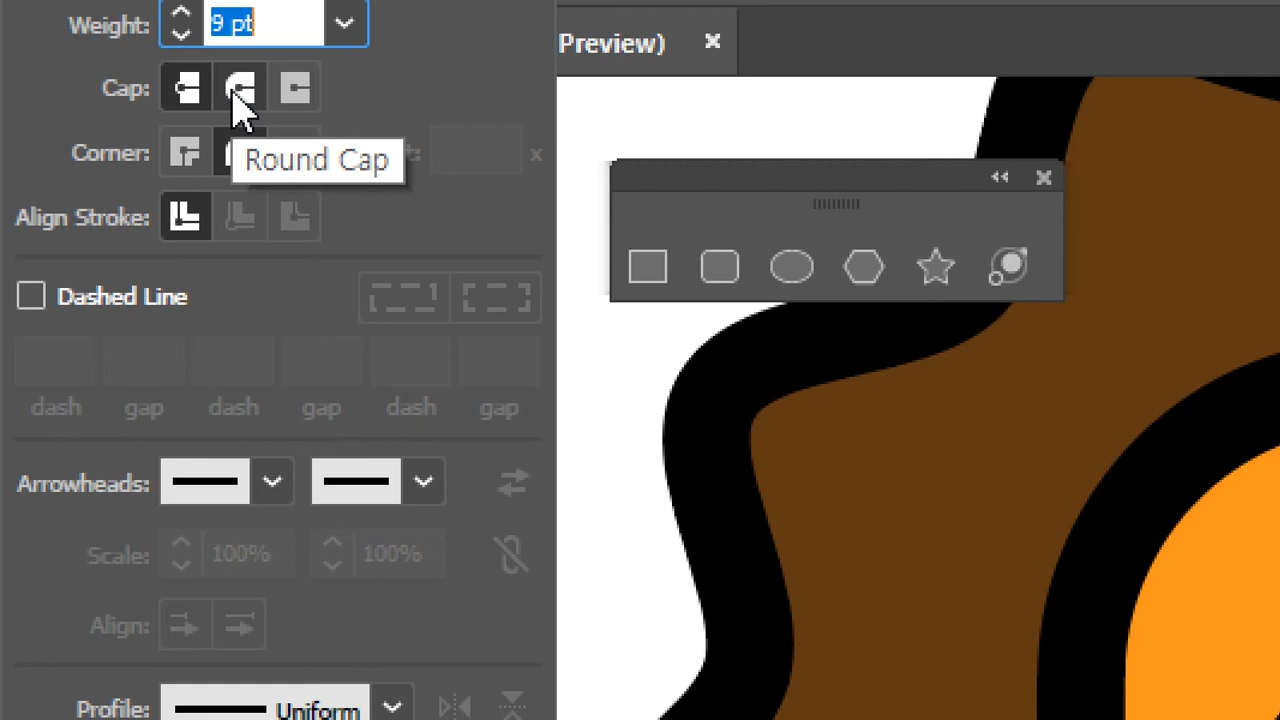 Weight: 9 pt
Preview)
Cap:
Corner: t: x
Round Cap
Align Stroke:
Dashed Line
dash gap dash gap dash gap
Arrowheads:
Scale: 100% 100%
Align:
Profile: Uniform